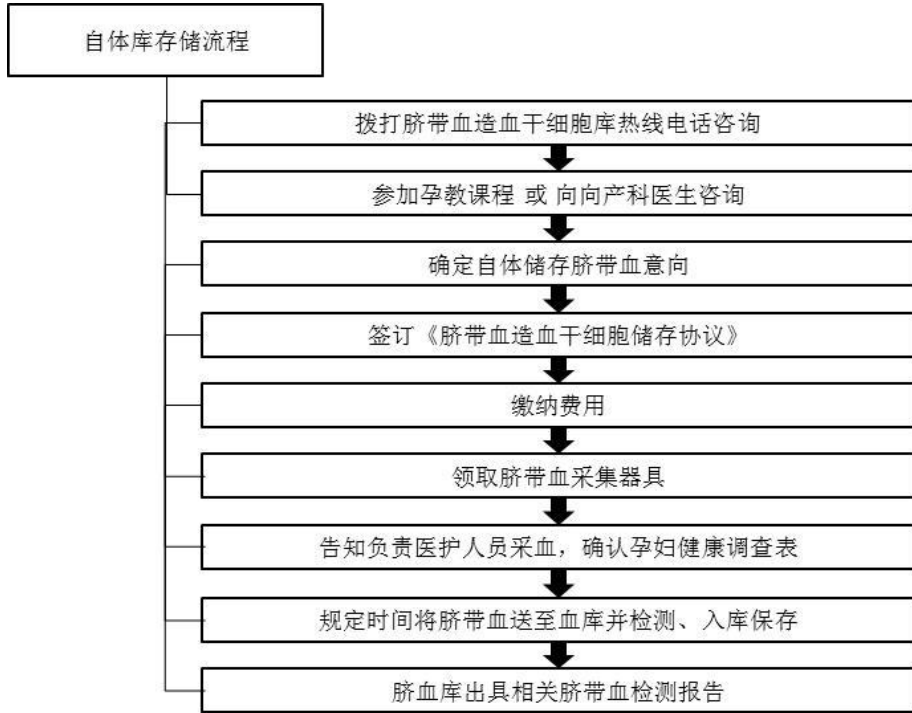 自体库存储流程
拨打脐带血造血干细胞库热线电话咨询
参加孕教课程 或 向向产科医生咨询
确定自体储存脐带血意向
签订《脐带血造血干细胞储存协议》
缴纳费用
领取脐带血采集器具
告知负责医护人员采血，确认孕妇健康调查表
规定时间将脐带血送至血库并检测、入库保存
脐血库出具相关脐带血检测报告